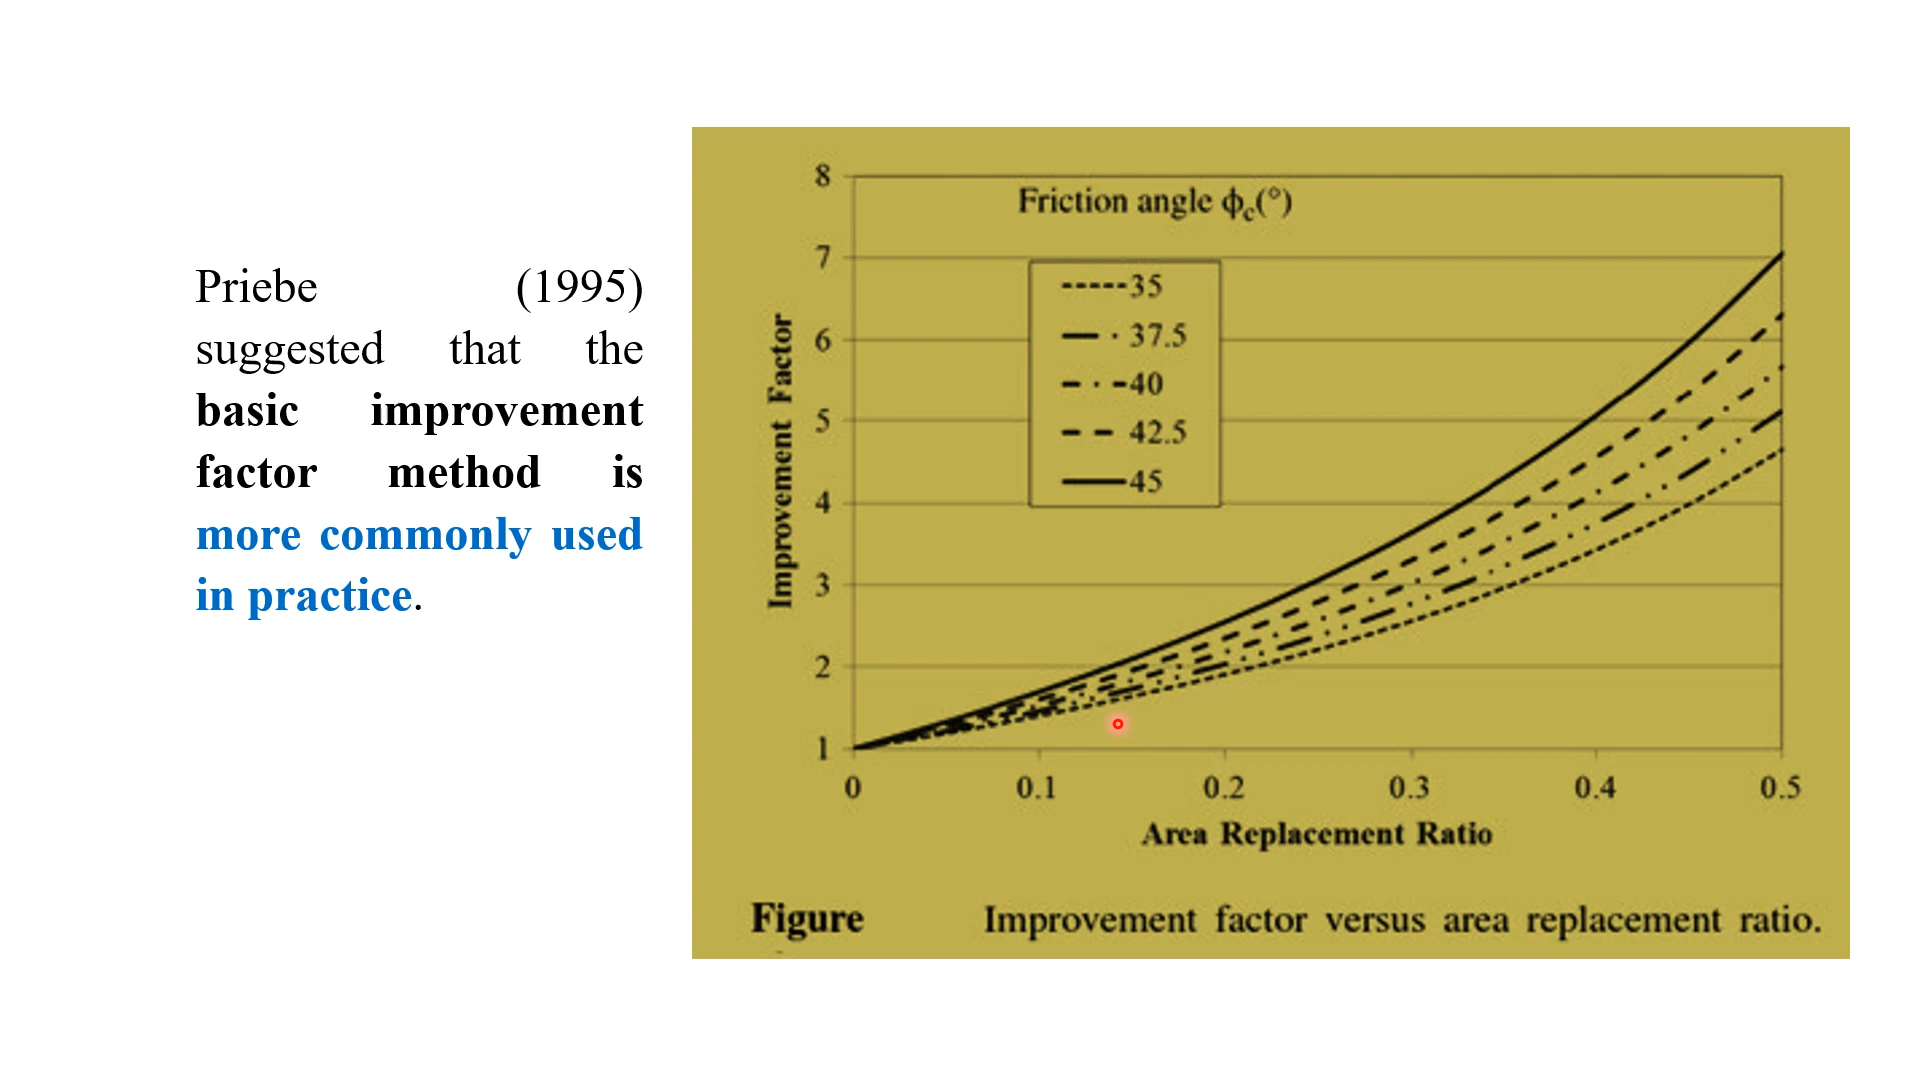 Priebe (1995)
suggested that the
basic improvement
factor method is
more commonly used
in practice.
Friction angle ϕc(°)
35
37.5
40
42.5
45
8
7
6
5
4
3
2
1
Improvement Factor
0 0.1 0.2 0.3 0.4 0.5
Area Replacement Ratio
Figure Improvement factor versus area replacement ratio.